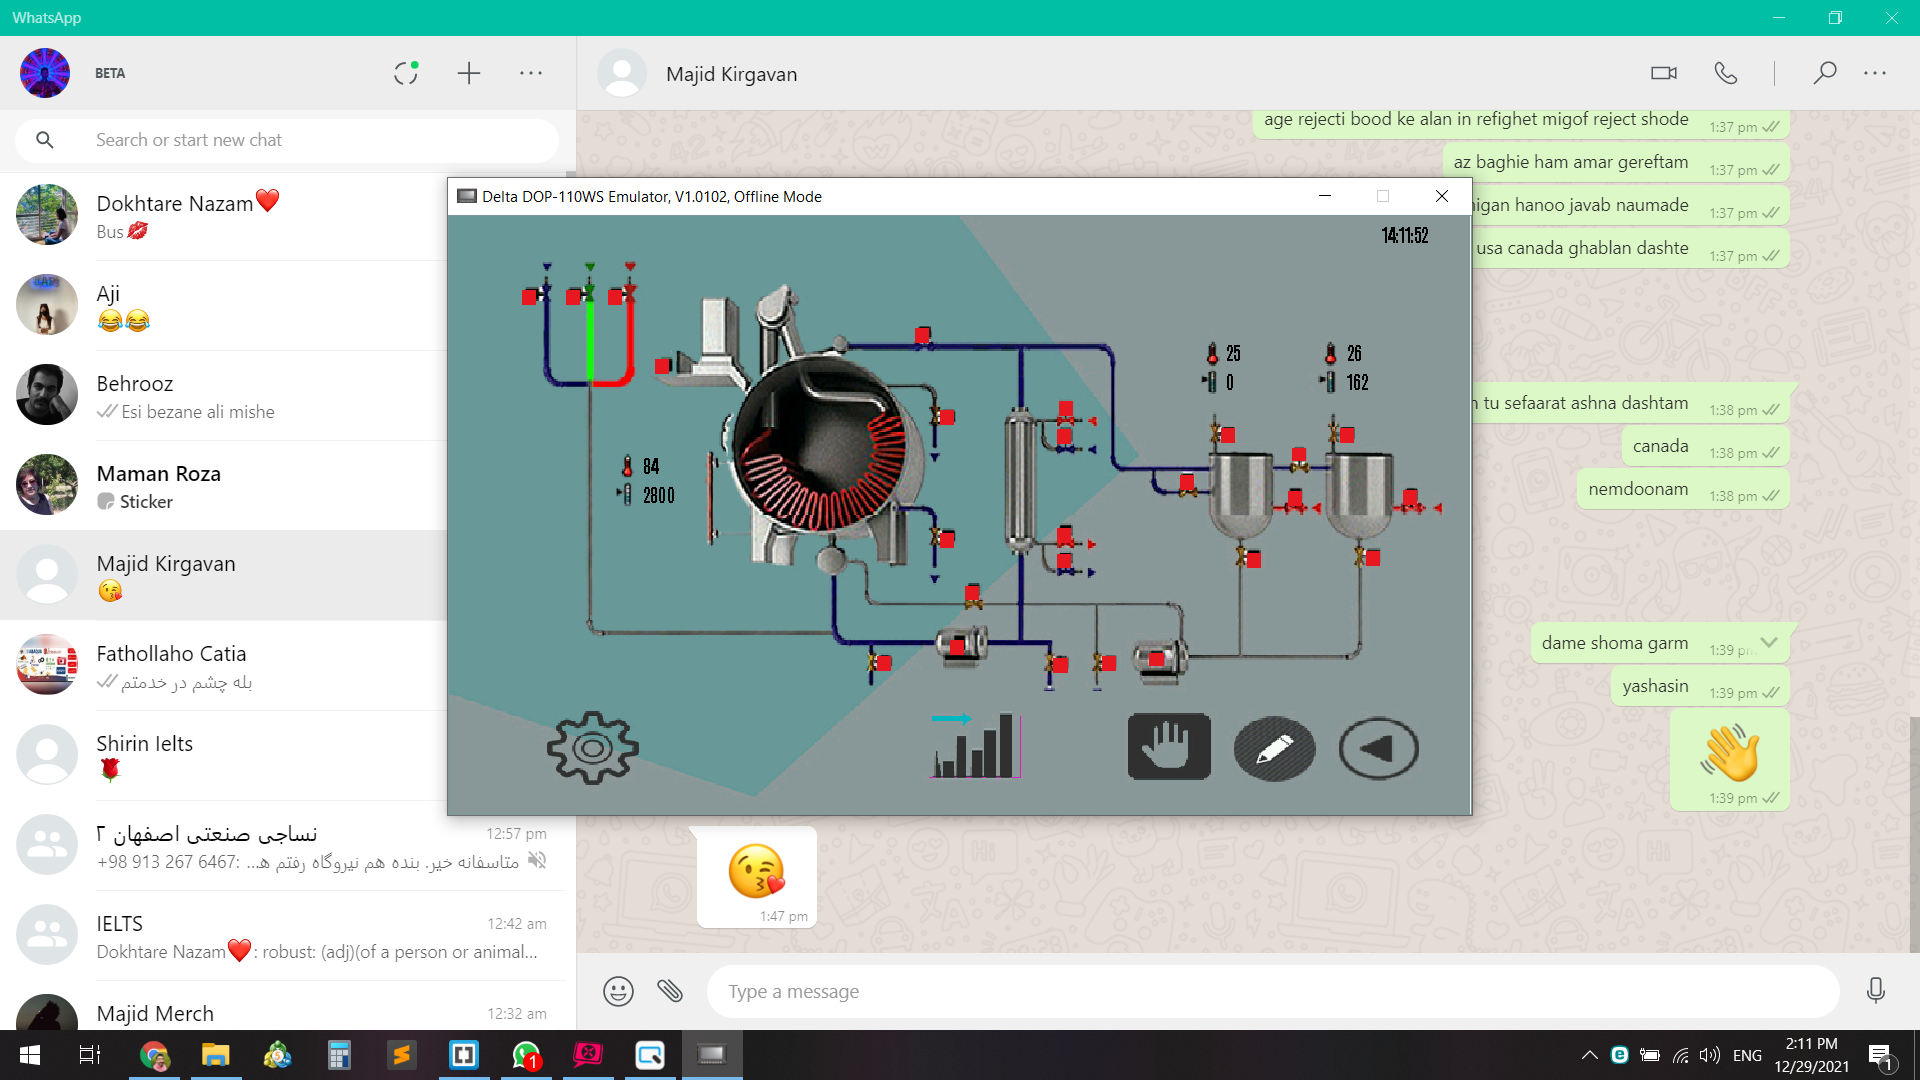 WhatsApp
BETA
Search or start new chat
Dokhtare Nazam❤️
Bus💋
Aji
😂😂
Behrooz
Esi bezane ali mishe
Maman Roza
Sticker
Majid Kirgavan
😘
Fathollaho Catia
بله چشم در خدمتم
Shirin Ielts
🌹
نساجی صنعتی اصفهان ۲
12:57 pm
+98 913 267 6467: متاسفانه خیر. بنده هم نیروگاه رفتم ه...
IELTS
12:42 am
Dokhtare Nazam❤️: robust: (adj)(of a person or animal...
Majid Merch
12:32 am
Majid Kirgavan
age rejecti bood ke alan in refighet migof reject shode
1:37 pm
az baghie ham amar gereftam
1:37 pm
igan hanoo javab naumade
1:37 pm
usa canada ghablan dashte
1:37 pm
tu sefaarat ashna dashtam
1:38 pm
canada
1:38 pm
nemdoonam
1:38 pm
dame shoma garm
1:39 pm
yashasin
1:39 pm
👋
1:39 pm
😘
1:47 pm
Type a message
Delta DOP-110WS Emulator, V1.0102, Offline Mode
14:11:52
25
0
26
162
84
2800
1
ENG
2:11 PM
12/29/2021
1